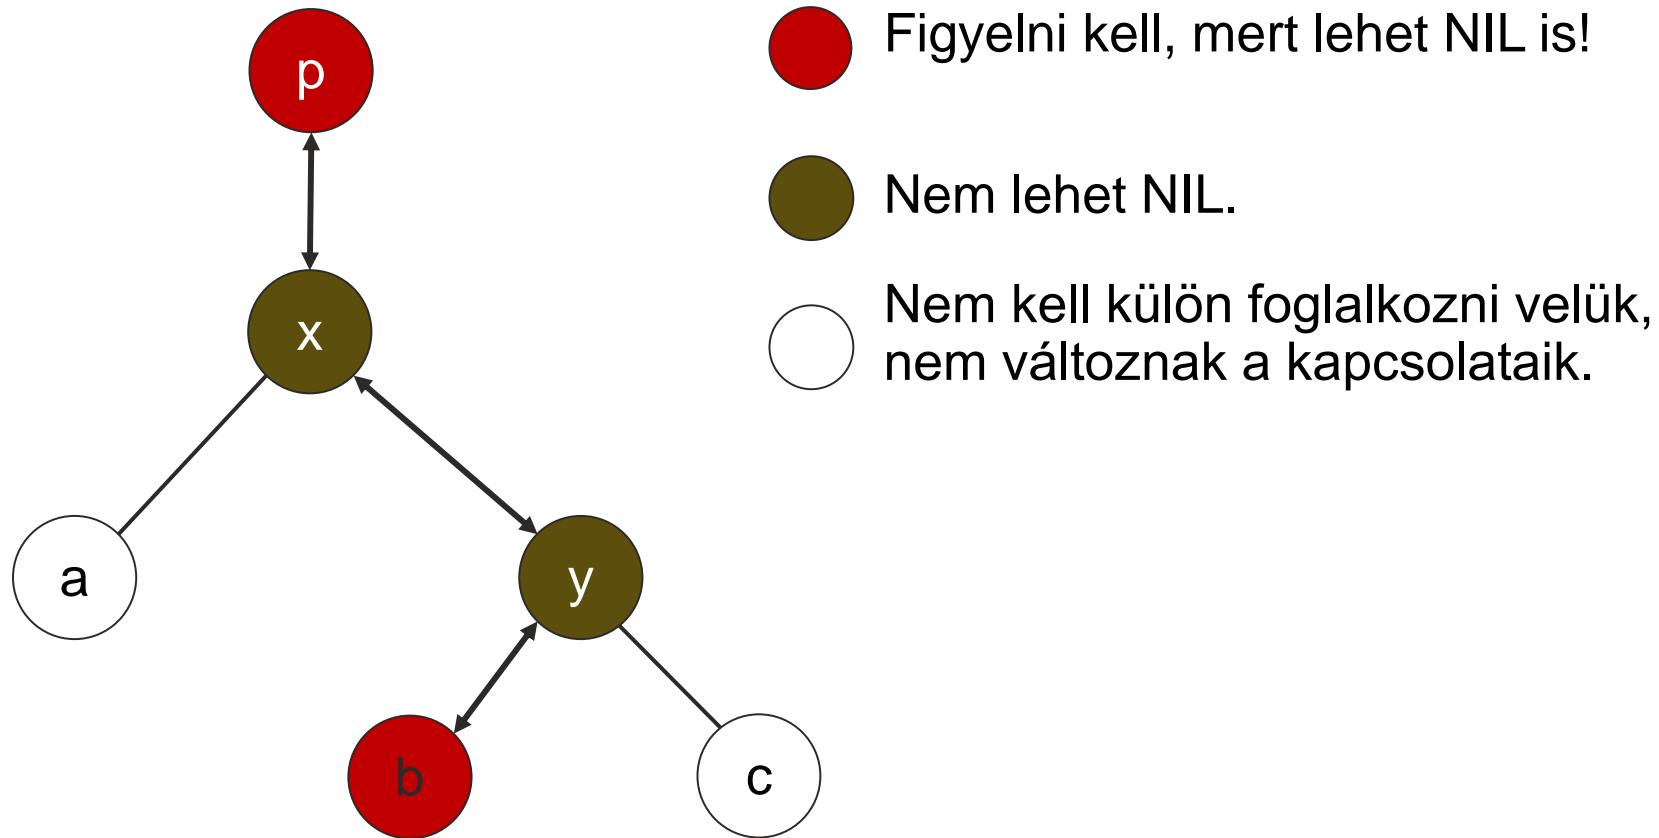 p
Figyelni kell, mert lehet NIL is!
Nem lehet NIL.
x
Nem kell külön foglalkozni velük,
nem változnak a kapcsolataik.
a
y
b
c